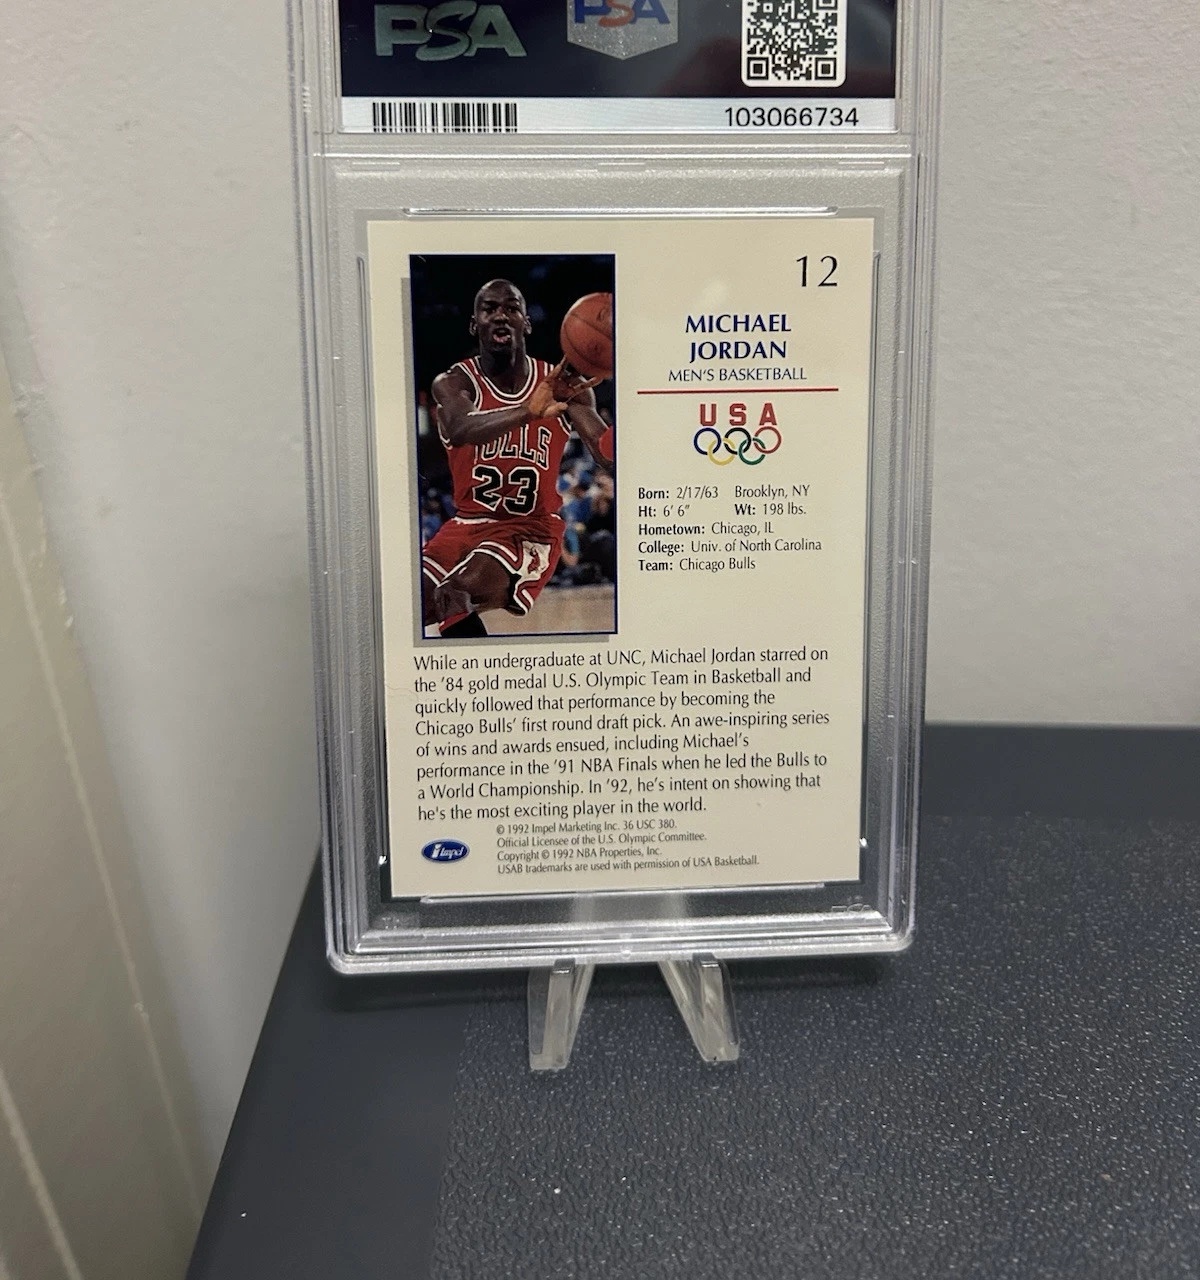 PSA
PSA
103066734
12
MICHAEL
JORDAN
MEN'S BASKETBALL
USA
BULLS
23
Born: 2/17/63 Brooklyn, NY
Ht: 6' 6" Wt: 198 lbs.
Hometown: Chicago, IL
College: Univ. of North Carolina
Team: Chicago Bulls
While an undergraduate at UNC, Michael Jordan starred on
the '84 gold medal U.S. Olympic Team in Basketball and
quickly followed that performance by becoming the
Chicago Bulls' first round draft pick. An awe-inspiring series
of wins and awards ensued, including Michael's
performance in the '91 NBA Finals when he led the Bulls to
a World Championship. In '92, he's intent on showing that
he's the most exciting player in the world.
© 1992 Impel Marketing Inc. 36 USC 380.
Official Licensee of the U.S. Olympic Committee.
Copyright © 1992 NBA Properties, Inc.
USAB trademarks are used with permission of USA Basketball.
Impel